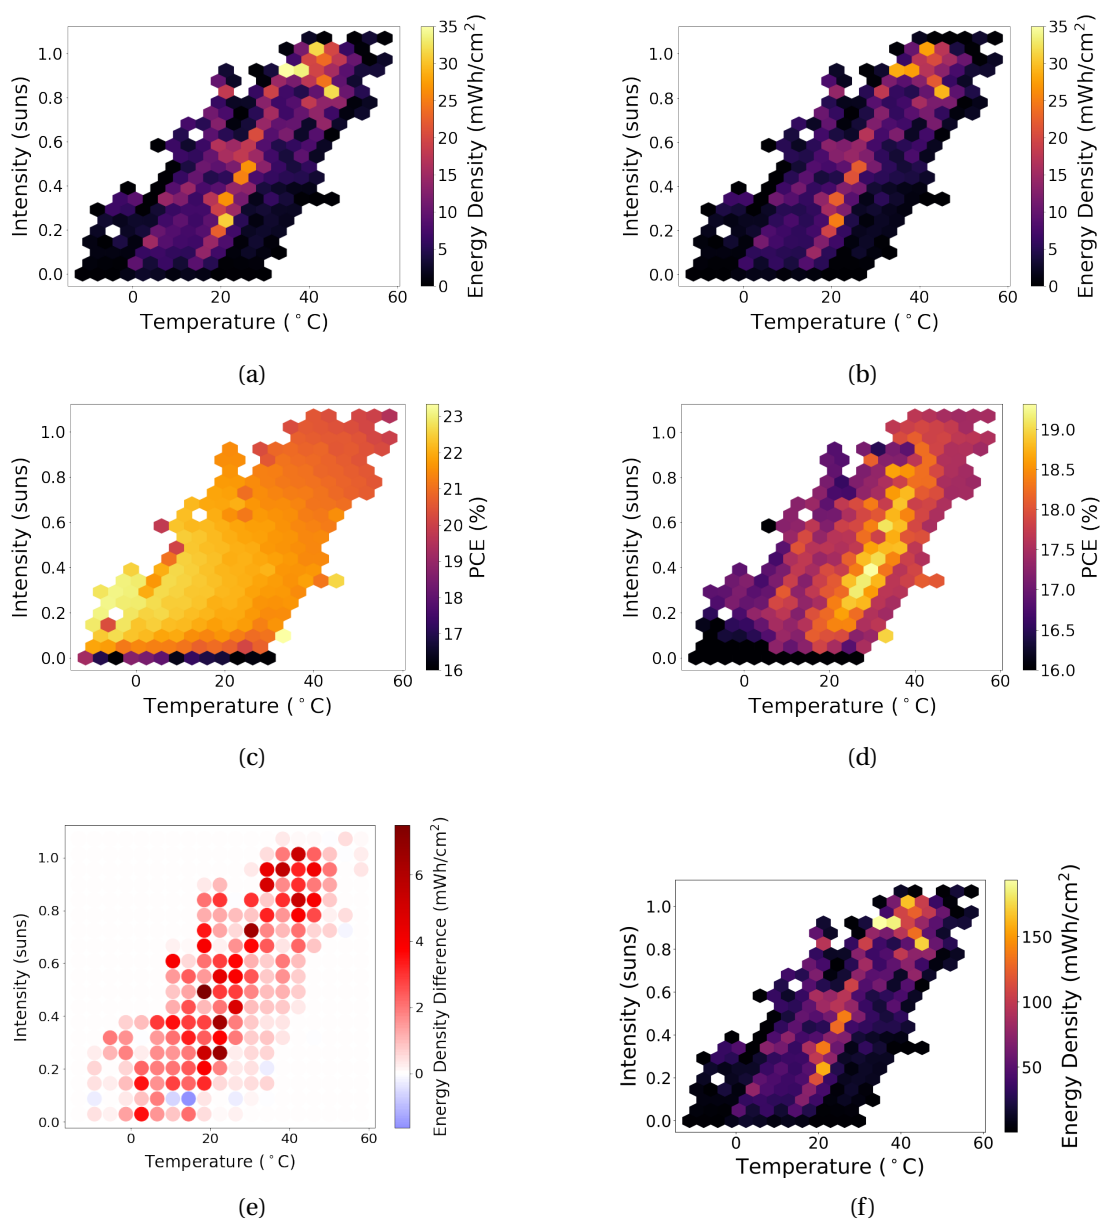 1.0
0.8
0.6
0.4
0.2
0.0
Intensity (suns)
0 20 40 60
Temperature (°C)
35
30
25
20
15
10
5
0
Energy Density (mWh/cm²)
(a)
1.0
0.8
0.6
0.4
0.2
0.0
Intensity (suns)
0 20 40 60
Temperature (°C)
35
30
25
20
15
10
5
0
Energy Density (mWh/cm²)
(b)
1.0
0.8
0.6
0.4
0.2
0.0
Intensity (suns)
0 20 40 60
Temperature (°C)
23
22
21
20
19
18
17
16
PCE (%)
(c)
1.0
0.8
0.6
0.4
0.2
0.0
Intensity (suns)
0 20 40 60
Temperature (°C)
19.0
18.5
18.0
17.5
17.0
16.5
16.0
PCE (%)
(d)
1.0
0.8
0.6
0.4
0.2
0.0
Intensity (suns)
0 20 40 60
Temperature (°C)
6
4
2
0
Energy Density Difference (mWh/cm²)
(e)
1.0
0.8
0.6
0.4
0.2
0.0
Intensity (suns)
0 20 40 60
Temperature (°C)
150
100
50
Energy Density (mWh/cm²)
(f)